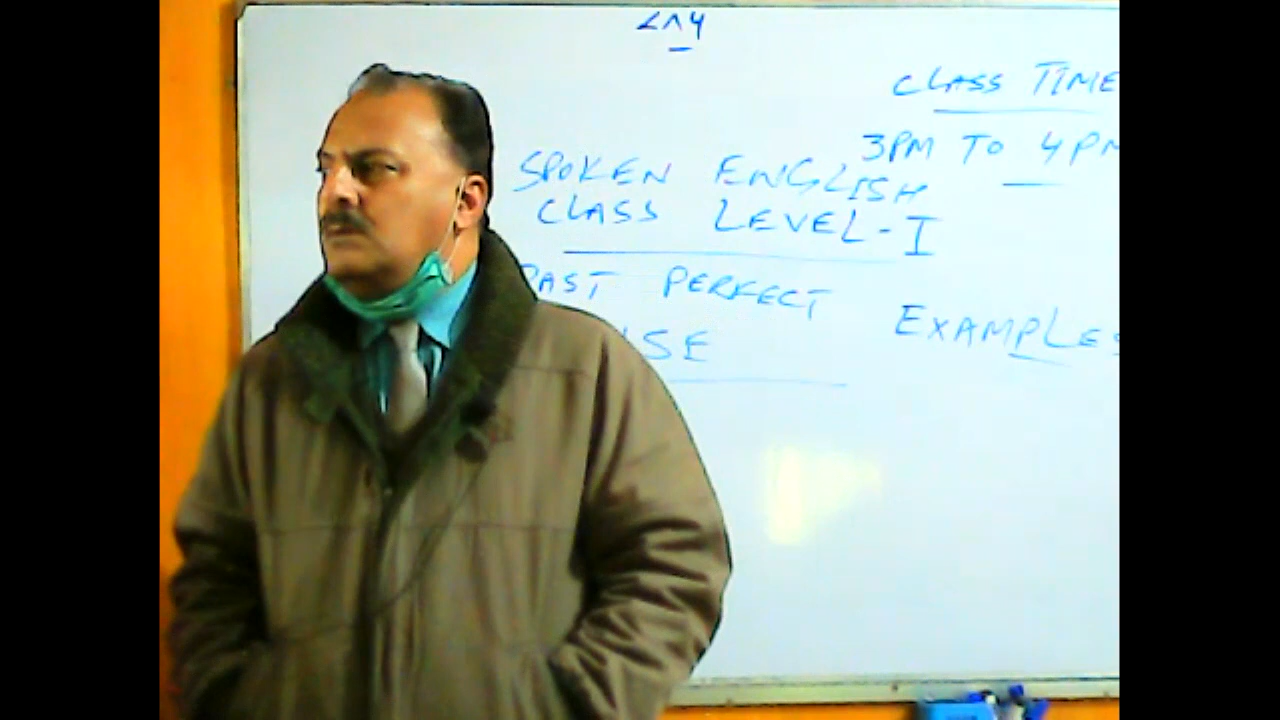 CLASS TIME
3PM TO 4PM
SPOKEN ENGLISH
CLASS LEVEL-I
PAST PERFECT
EXAMPLES